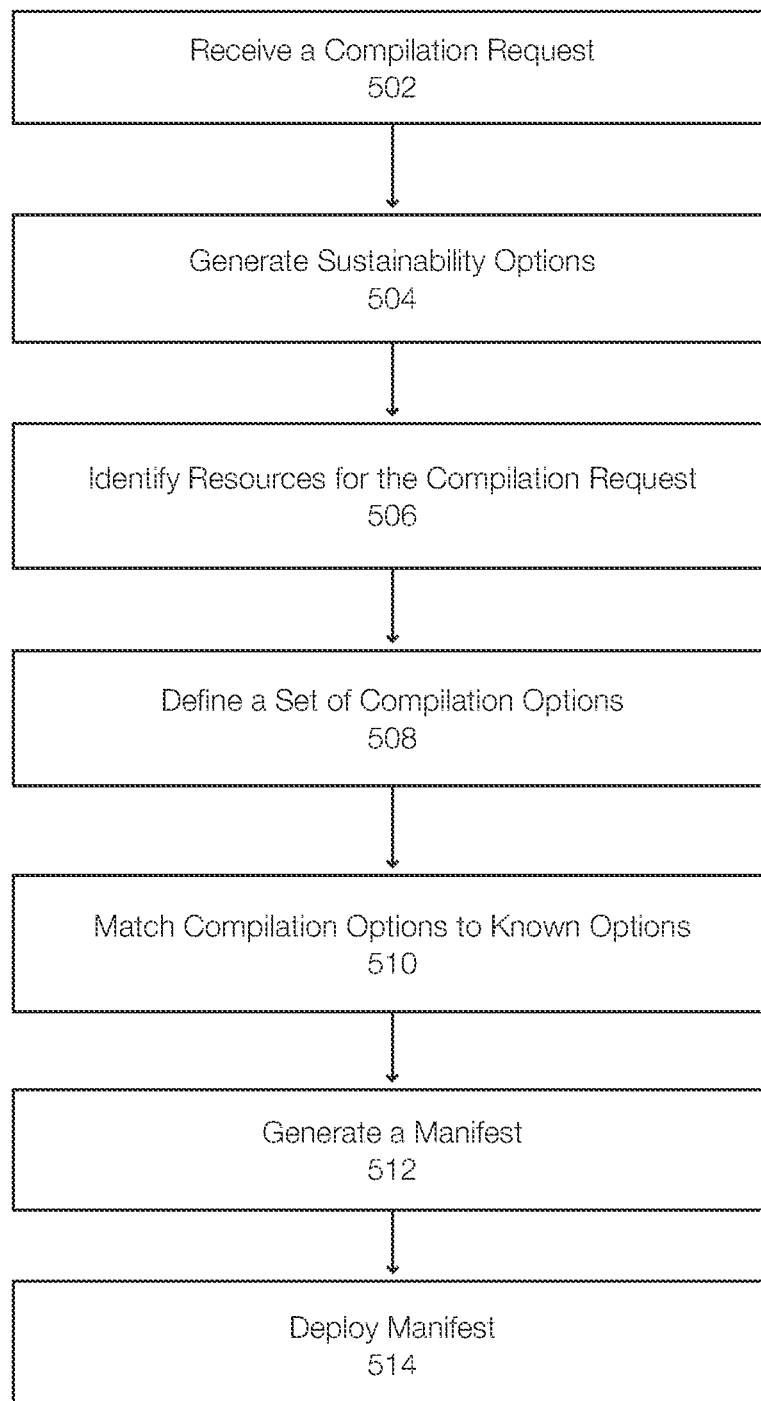 Receive a Compilation Request
502
Generate Sustainability Options
504
Identify Resources for the Compilation Request
506
Define a Set of Compilation Options
508
Match Compilation Options to Known Options
510
Generate a Manifest
512
Deploy Manifest
514